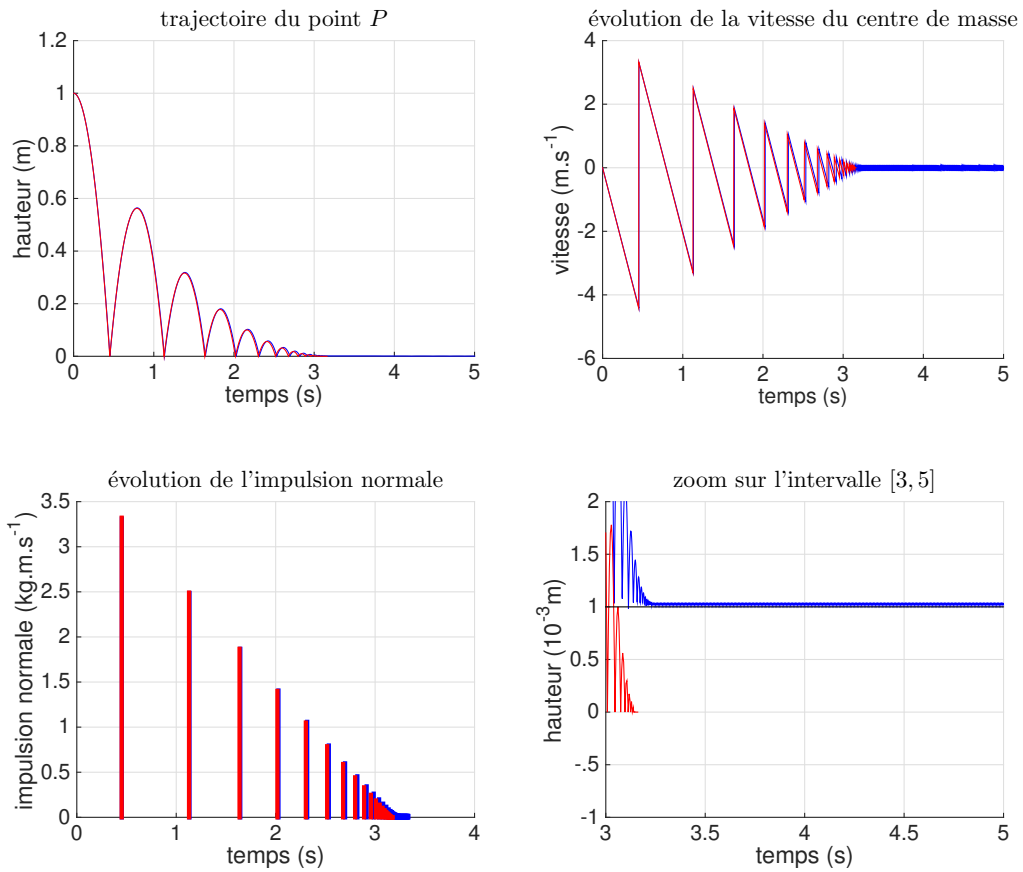 trajectoire du point P
1.2
1
0.8
0.6
0.4
0.2
0
hauteur (m)
0 1 2 3 4 5
temps (s)
évolution de la vitesse du centre de masse
4
2
0
-2
-4
-6
vitesse (m.s-1)
0 1 2 3 4 5
temps (s)
évolution de l'impulsion normale
3.5
3
2.5
2
1.5
1
0.5
0
impulsion normale (kg.m.s-1)
0 1 2 3 4
temps (s)
zoom sur l'intervalle [3, 5]
2
1.5
1
0.5
0
-.5
-1
hauteur (10-3m)
3 3.5 4 4.5 5
temps (s)